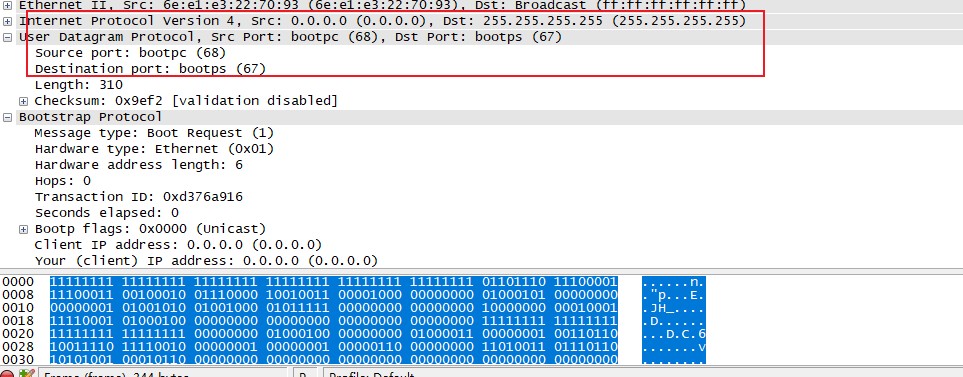 Ethernet II, Src: 6e:e1:e3:22:70:93 (6e:e1:e3:22:70:93), Dst: Broadcast (ff:ff:ff:ff:ff:ff)
Internet Protocol Version 4, Src: 0.0.0.0 (0.0.0.0), Dst: 255.255.255.255 (255.255.255.255)
User Datagram Protocol, Src Port: bootpc (68), Dst Port: bootps (67)
Source port: bootpc (68)
Destination port: bootps (67)
Length: 310
Checksum: 0x9ef2 [validation disabled]
Bootstrap Protocol
Message type: Boot Request (1)
Hardware type: Ethernet (0x01)
Hardware address length: 6
Hops: 0
Transaction ID: 0xd376a916
Seconds elapsed: 0
Bootp flags: 0x0000 (Unicast)
Client IP address: 0.0.0.0 (0.0.0.0)
Your (client) IP address: 0.0.0.0 (0.0.0.0)
0000 11111111 11111111 11111111 11111111 11111111 11111111 01101110 11100001 ......n.
0008 11100011 00100010 01110000 10010011 00001000 00000000 01000101 00000000 ."p...E.
0010 00000001 01001010 01001000 01011111 00000000 00000000 10000000 00010001 .JH_....
0018 11110001 01000100 00000000 00000000 00000000 00000000 11111111 11111111 .D......
0020 11111111 11111111 00000000 01000100 00000000 01000011 00000001 00110110 ...D.C.6
0028 10011110 11110010 00000001 00000001 00000110 00000000 11010011 01110110 .......v
0030 10101001 00010110 00000000 00000000 00000000 00000000 00000000 00000000 ........
Frame (frame), 344 bytes
P
Profile: Default